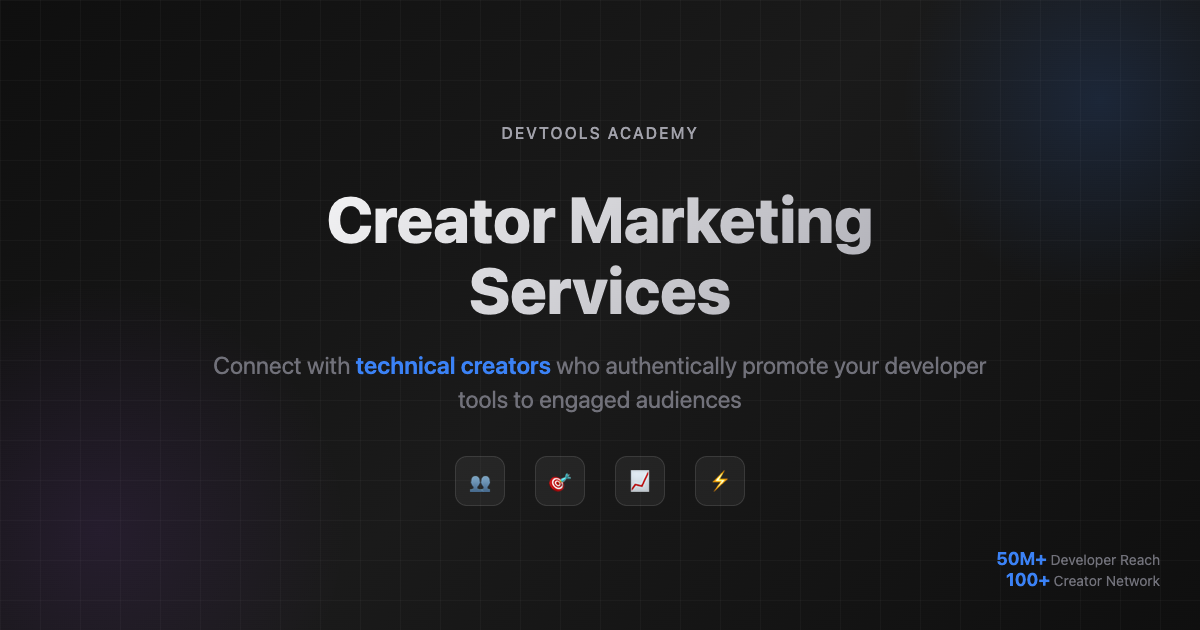 DEVTOOLS ACADEMY
Creator Marketing
Services
Connect with technical creators who authentically promote your developer
tools to engaged audiences
50M+ Developer Reach
100+ Creator Network